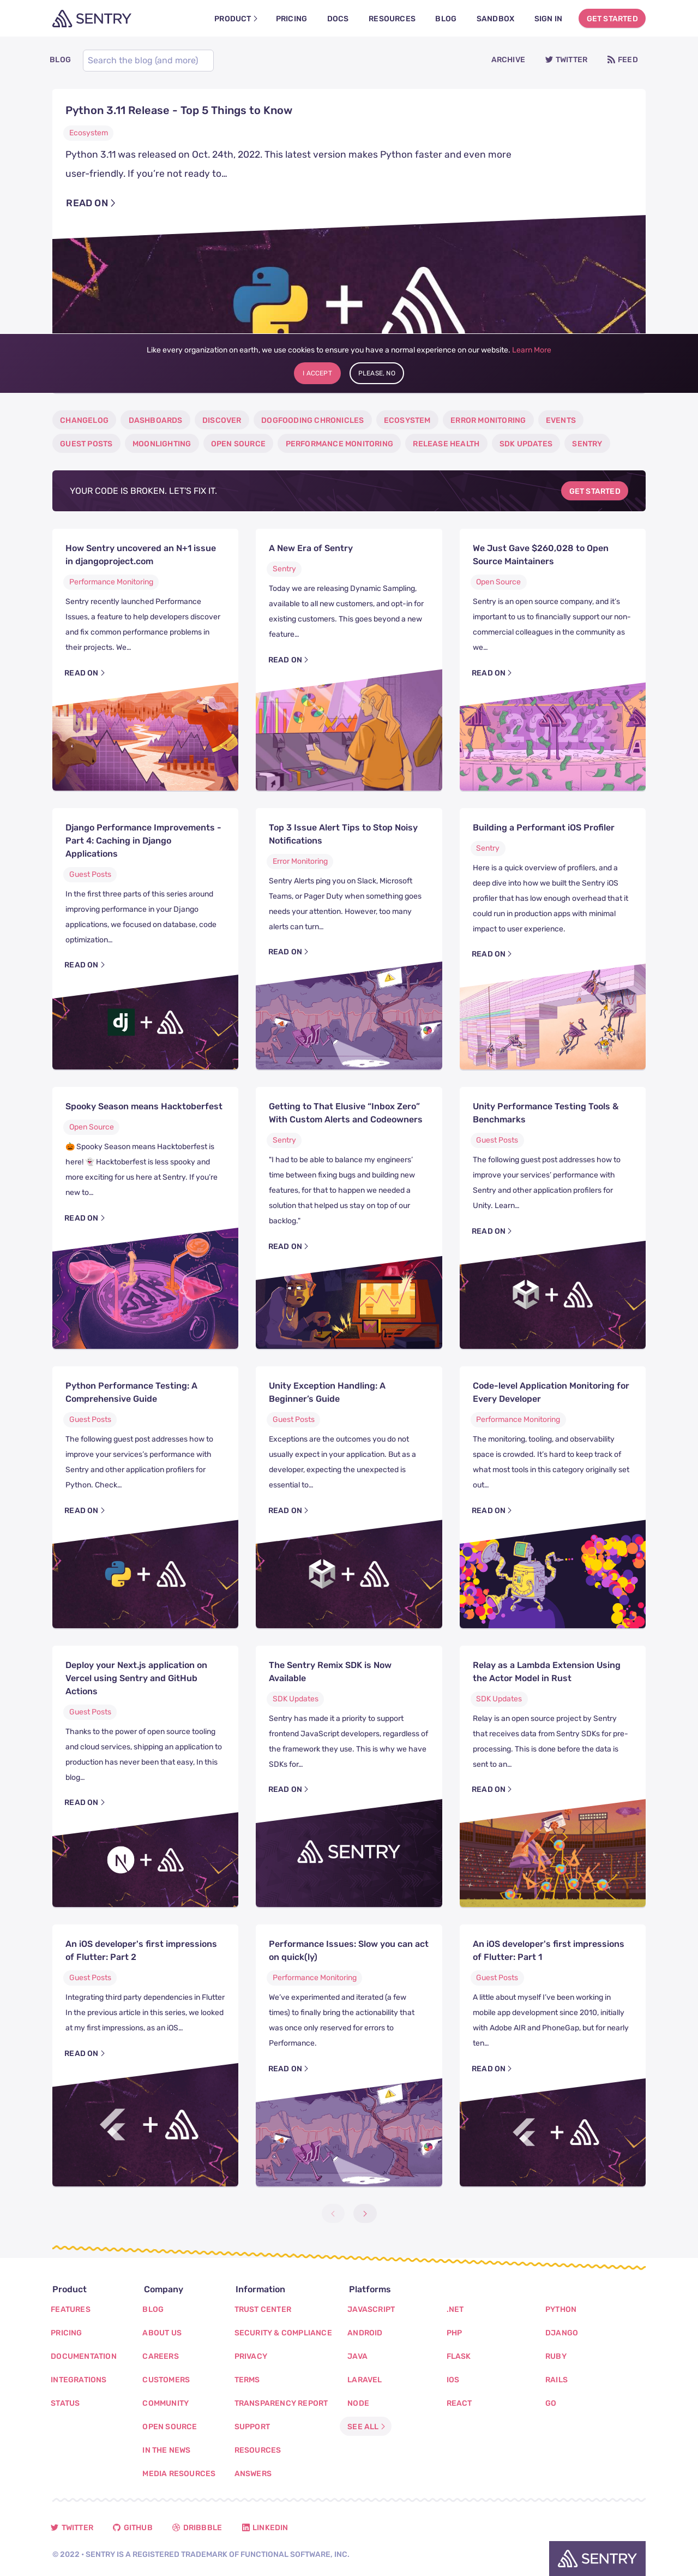 SENTRY
PRODUCT
PRICING
DOCS
RESOURCES
BLOG
SANDBOX
SIGN IN
GET STARTED
BLOG
Search the blog (and more)
ARCHIVE
TWITTER
FEED
Python 3.11 Release - Top 5 Things to Know
Ecosystem
Python 3.11 was released on Oct. 24th, 2022. This latest version makes Python faster and even more
user-friendly. If you’re not ready to…
READ ON
Like every organization on earth, we use cookies to ensure you have a normal experience on our website. Learn More
I ACCEPT
PLEASE, NO
CHANGELOG
DASHBOARDS
DISCOVER
DOGFOODING CHRONICLES
ECOSYSTEM
ERROR MONITORING
EVENTS
GUEST POSTS
MOONLIGHTING
OPEN SOURCE
PERFORMANCE MONITORING
RELEASE HEALTH
SDK UPDATES
SENTRY
YOUR CODE IS BROKEN. LET'S FIX IT.
GET STARTED
How Sentry uncovered an N+1 issue
in djangoproject.com
Performance Monitoring
Sentry recently launched Performance
Issues, a feature to help developers discover
and fix common performance problems in
their projects. We…
READ ON
A New Era of Sentry
Sentry
Today we are releasing Dynamic Sampling,
available to all new customers, and opt-in for
existing customers. This goes beyond a new
feature…
READ ON
We Just Gave $260,028 to Open
Source Maintainers
Open Source
Sentry is an open source company, and it’s
important to us to financially support our non-
commercial colleagues in the community as
we…
READ ON
2022
Django Performance Improvements -
Part 4: Caching in Django
Applications
Guest Posts
In the first three parts of this series around
improving performance in your Django
applications, we focused on database, code
optimization…
READ ON
dj
Top 3 Issue Alert Tips to Stop Noisy
Notifications
Error Monitoring
Sentry Alerts ping you on Slack, Microsoft
Teams, or Pager Duty when something goes
needs your attention. However, too many
alerts can turn…
READ ON
Building a Performant iOS Profiler
Sentry
Here is a quick overview of profilers, and a
deep dive into how we built the Sentry iOS
profiler that has low enough overhead that it
could run in production apps with minimal
impact to user experience.
READ ON
Spooky Season means Hacktoberfest
Open Source
🎃 Spooky Season means Hacktoberfest is
here! 👻 Hacktoberfest is less spooky and
more exciting for us here at Sentry. If you’re
new to…
READ ON
Getting to That Elusive “Inbox Zero”
With Custom Alerts and Codeowners
Sentry
"I had to be able to balance my engineers’
time between fixing bugs and building new
features, for that to happen we needed a
solution that helped us stay on top of our
backlog."
READ ON
Unity Performance Testing Tools &
Benchmarks
Guest Posts
The following guest post addresses how to
improve your services’ performance with
Sentry and other application profilers for
Unity. Learn…
READ ON
Python Performance Testing: A
Comprehensive Guide
Guest Posts
The following guest post addresses how to
improve your services’s performance with
Sentry and other application profilers for
Python. Check…
READ ON
Unity Exception Handling: A
Beginner’s Guide
Guest Posts
Exceptions are the outcomes you do not
usually expect in your application. But as a
developer, expecting the unexpected is
essential to…
READ ON
Code-level Application Monitoring for
Every Developer
Performance Monitoring
The monitoring, tooling, and observability
space is crowded. It’s hard to keep track of
what most tools in this category originally set
out…
READ ON
Deploy your Next.js application on
Vercel using Sentry and GitHub
Actions
Guest Posts
Thanks to the power of open source tooling
and cloud services, shipping an application to
production has never been that easy. In this
blog…
READ ON
The Sentry Remix SDK is Now
Available
SDK Updates
Sentry has made it a priority to support
frontend JavaScript developers, regardless of
the framework they use. This is why we have
SDKs for…
READ ON
SENTRY
Relay as a Lambda Extension Using
the Actor Model in Rust
SDK Updates
Relay is an open source project by Sentry
that receives data from Sentry SDKs for pre-
processing. This is done before the data is
sent to an…
READ ON
An iOS developer's first impressions
of Flutter: Part 2
Guest Posts
Integrating third party dependencies in Flutter
In the previous article in this series, we looked
at my first impressions, as an iOS…
READ ON
Performance Issues: Slow you can act
on quick(ly)
Performance Monitoring
We’ve experimented and iterated (a few
times) to finally bring the actionability that
was once only reserved for errors to
Performance.
READ ON
An iOS developer's first impressions
of Flutter: Part 1
Guest Posts
A little about myself I’ve been working in
mobile app development since 2010, initially
with Adobe AIR and PhoneGap, but for nearly
ten…
READ ON
Product
FEATURES
PRICING
DOCUMENTATION
INTEGRATIONS
STATUS
Company
BLOG
ABOUT US
CAREERS
CUSTOMERS
COMMUNITY
OPEN SOURCE
IN THE NEWS
MEDIA RESOURCES
Information
TRUST CENTER
SECURITY & COMPLIANCE
PRIVACY
TERMS
TRANSPARENCY REPORT
SUPPORT
RESOURCES
ANSWERS
Platforms
JAVASCRIPT
ANDROID
JAVA
LARAVEL
NODE
SEE ALL
.NET
PHP
FLASK
IOS
REACT
PYTHON
DJANGO
RUBY
RAILS
GO
TWITTER
GITHUB
DRIBBBLE
LINKEDIN
© 2022 • SENTRY IS A REGISTERED TRADEMARK OF FUNCTIONAL SOFTWARE, INC.
SENTRY